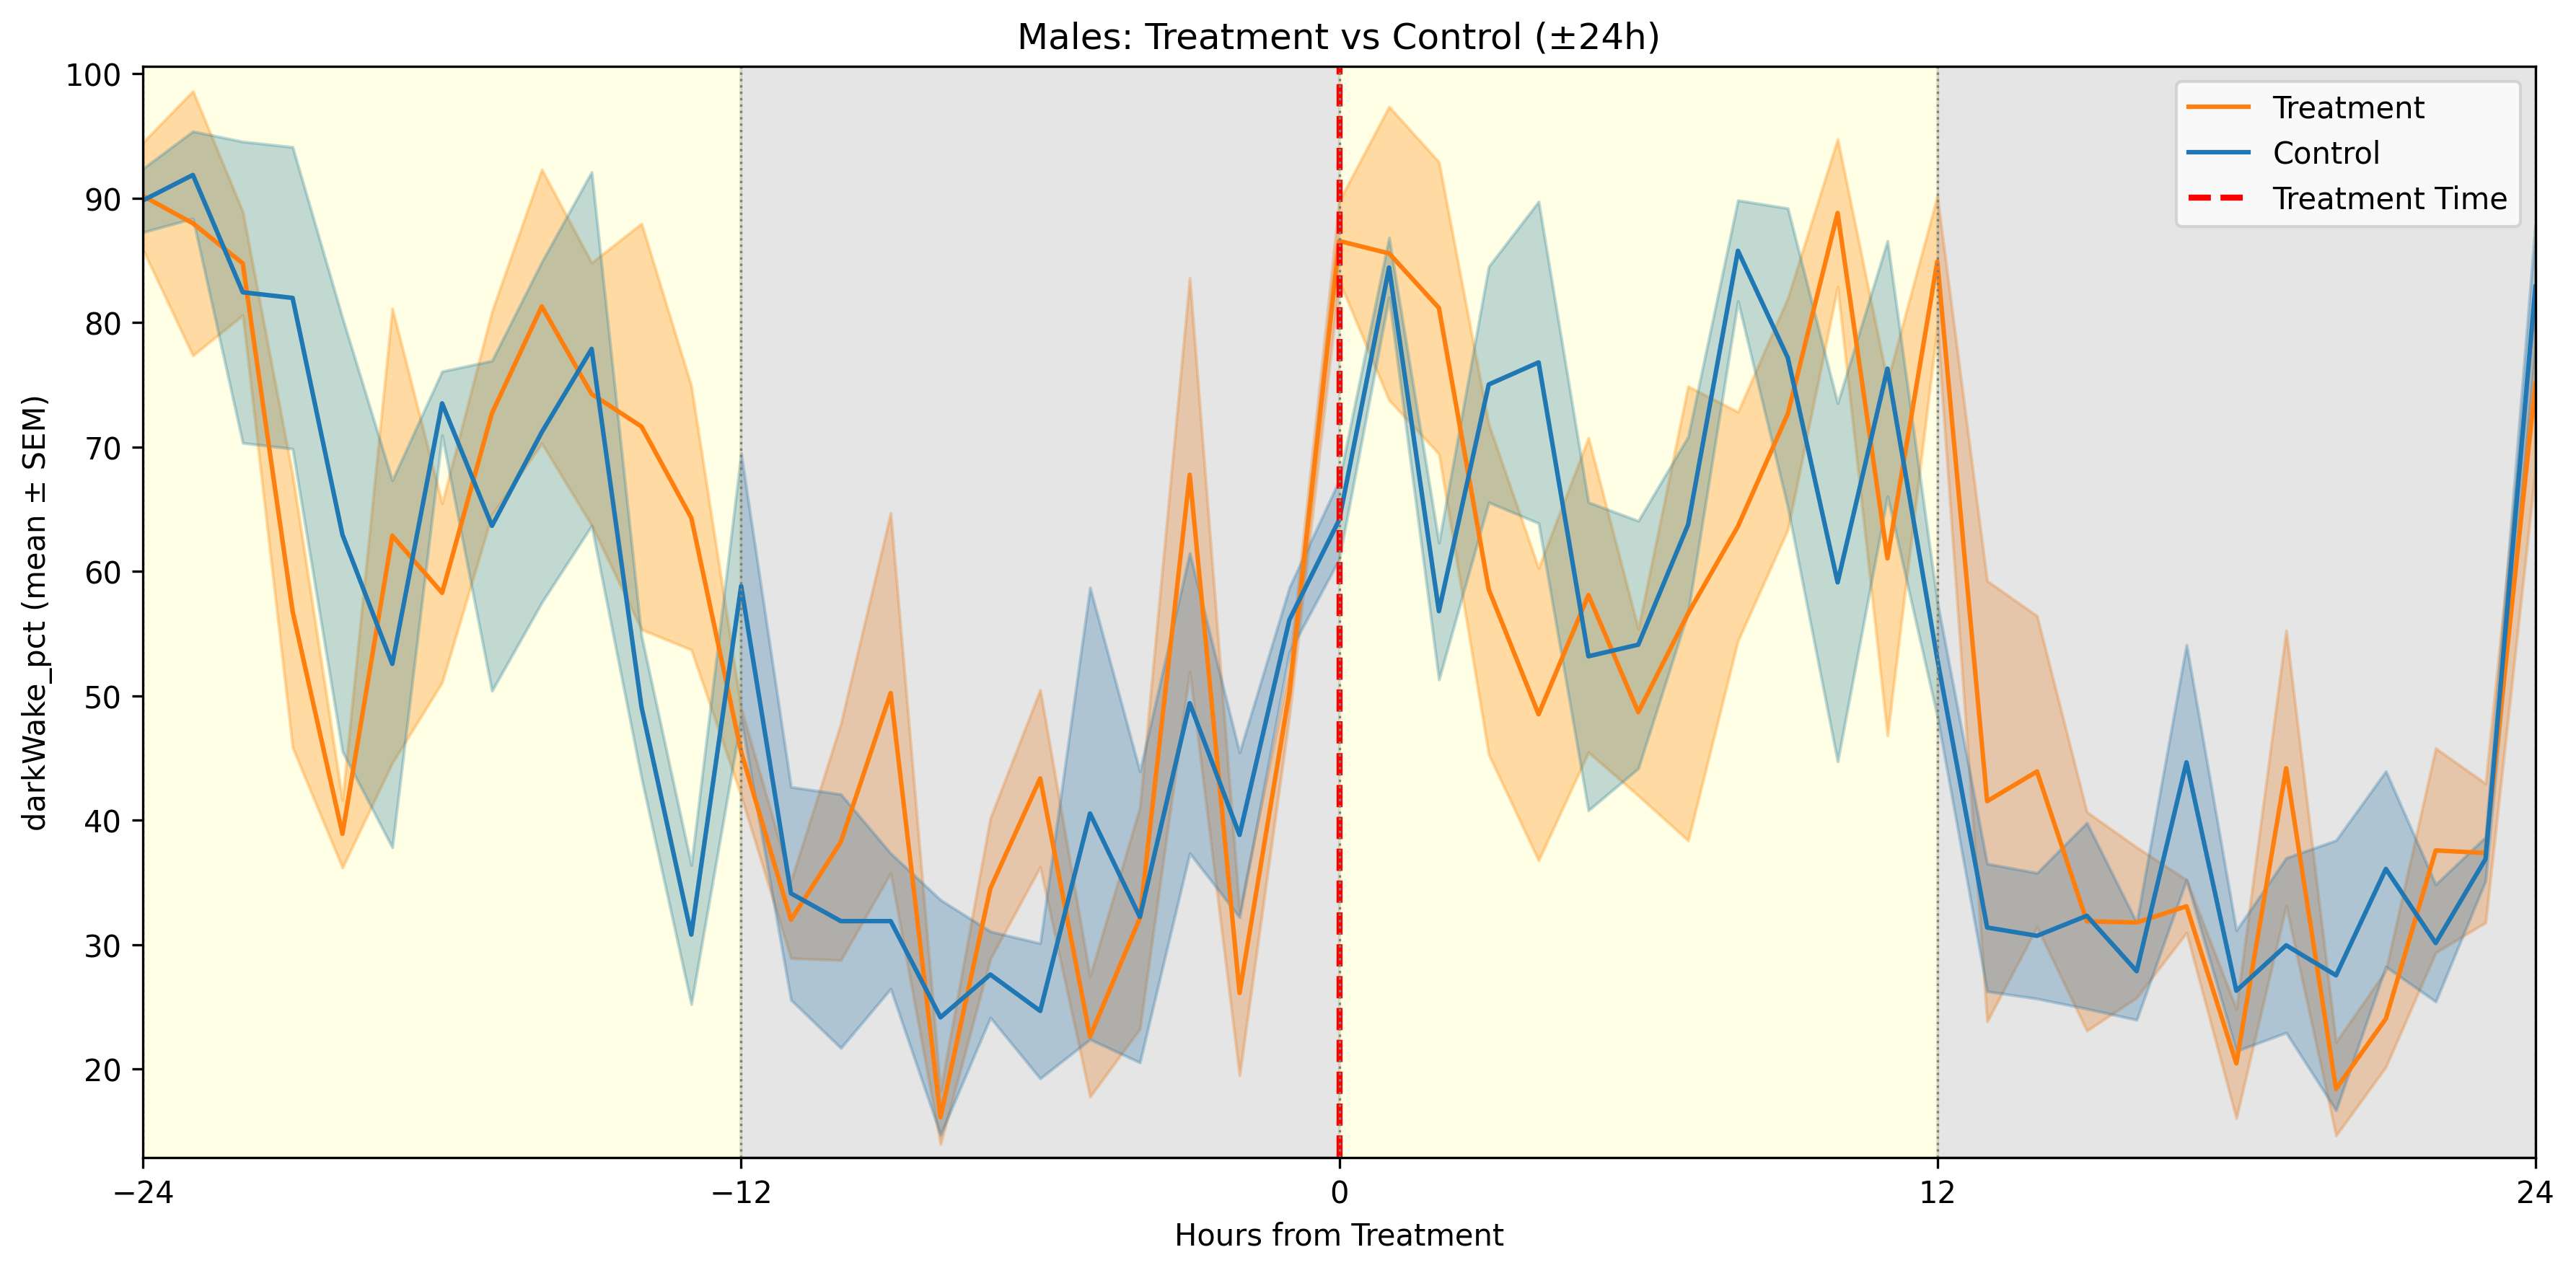 Males: Treatment vs Control (±24h)
darkWake_pct (mean ± SEM)
100
90
80
70
60
50
40
30
20
Treatment
Control
Treatment Time
−24
−12
0
12
24
Hours from Treatment